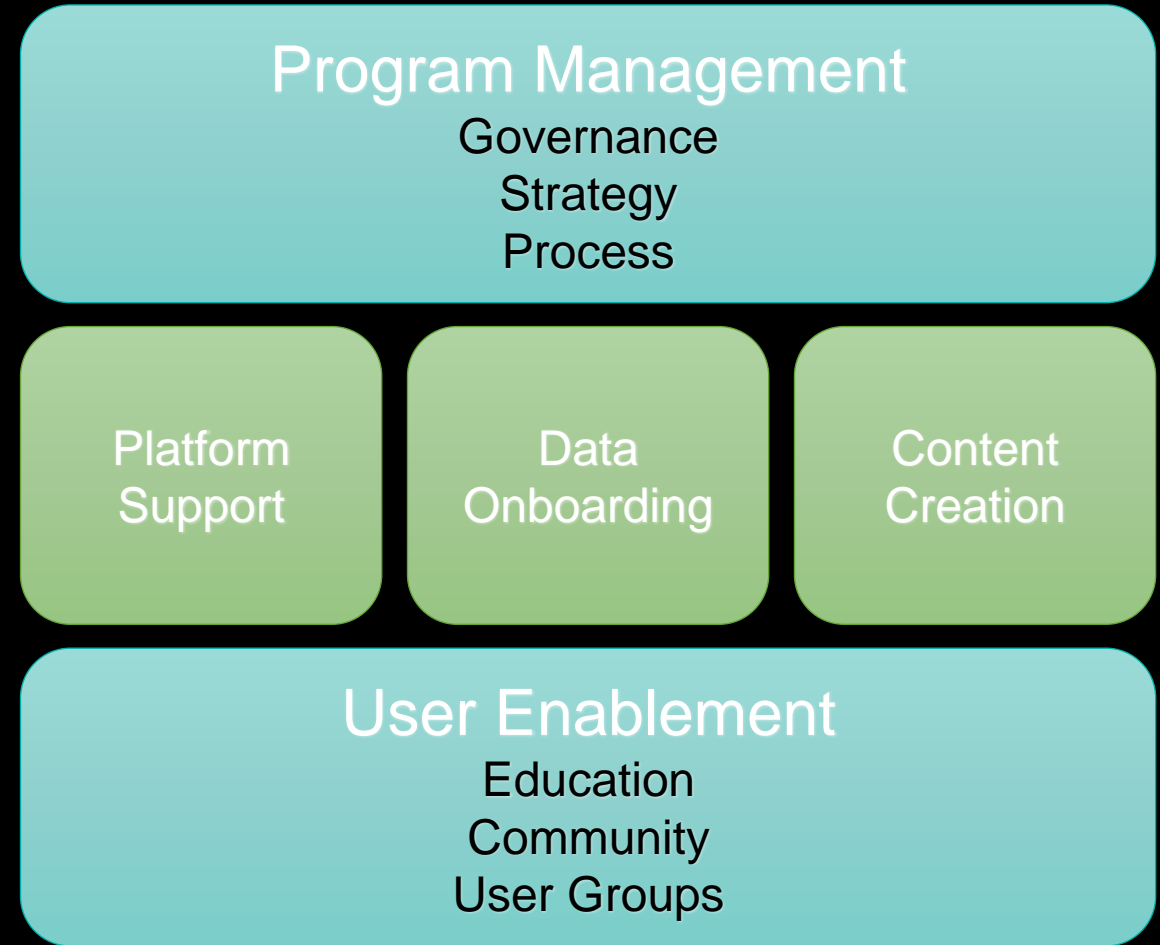 Program Management
Governance
Strategy
Process
Platform
Support
Data
Onboarding
Content
Creation
User Enablement
Education
Community
User Groups